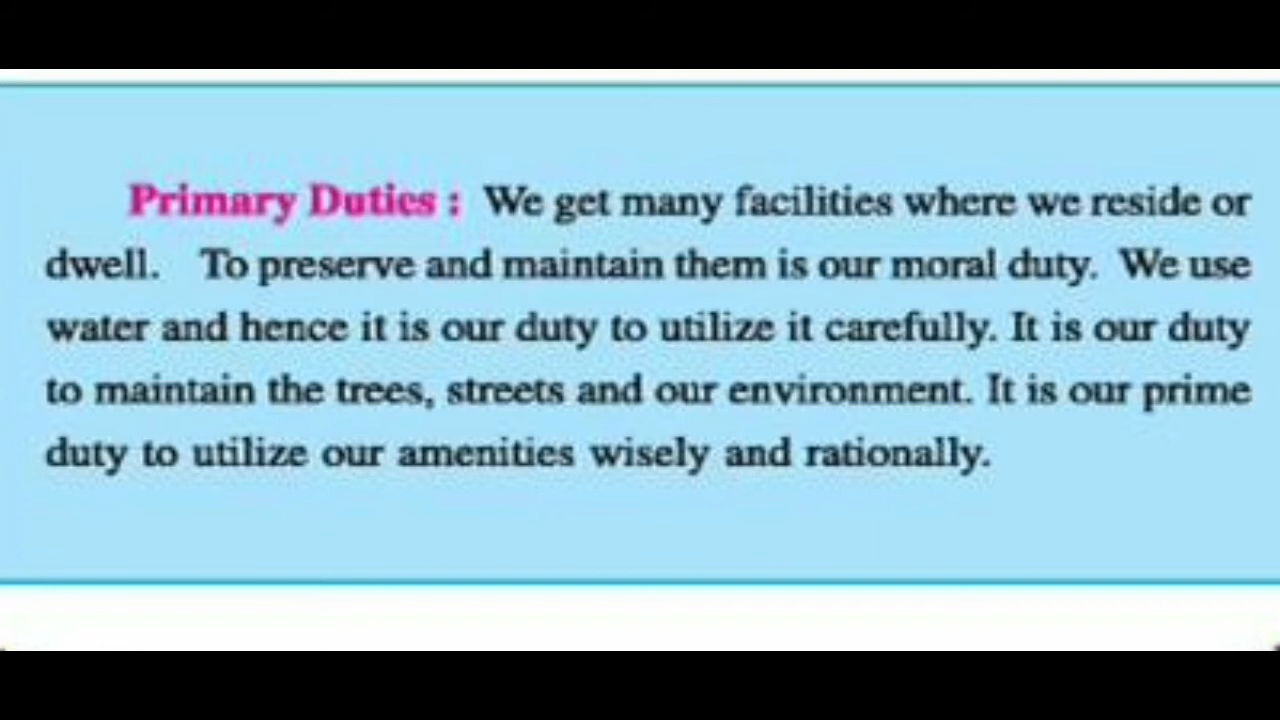 Primary Duties : We get many facilities where we reside or
dwell. To preserve and maintain them is our moral duty. We use
water and hence it is our duty to utilize it carefully. It is our duty
to maintain the trees, streets and our environment. It is our prime
duty to utilize our amenities wisely and rationally.